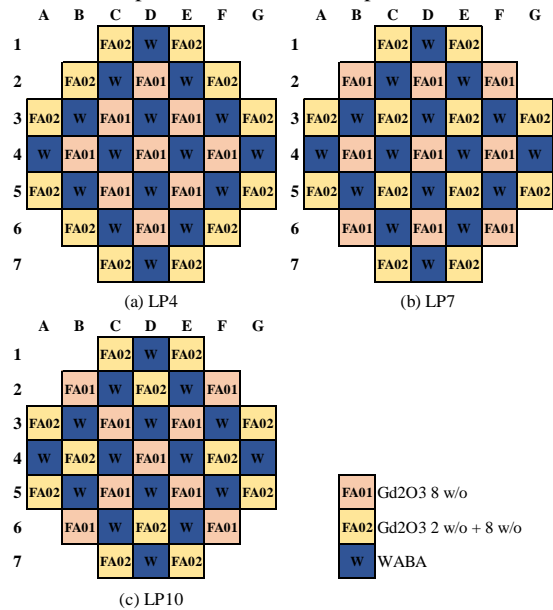 A B C D E F G
1 FA02 W FA02
2 FA02 W FA01 W FA02
3 FA02 W FA01 W FA01 W FA02
4 W FA01 W FA01 W FA01 W
5 FA02 W FA01 W FA01 W FA02
6 FA02 W FA01 W FA02
7 FA02 W FA02
(a) LP4
A B C D E F G
1 FA02 W FA02
2 FA01 W FA01 W FA01
3 FA02 W FA02 W FA02 W FA02
4 W FA01 W FA01 W FA01 W
5 FA02 W FA02 W FA02 W FA02
6 FA01 W FA01 W FA01
7 FA02 W FA02
(b) LP7
A B C D E F G
1 FA02 W FA02
2 FA01 W FA02 W FA01
3 FA02 W FA01 W FA01 W FA02
4 W FA02 W FA01 W FA02 W
5 FA02 W FA01 W FA01 W FA02
6 FA01 W FA02 W FA01
7 FA02 W FA02
(c) LP10
FA01 Gd2O3 8 w/o
FA02 Gd2O3 2 w/o + 8 w/o
W WABA